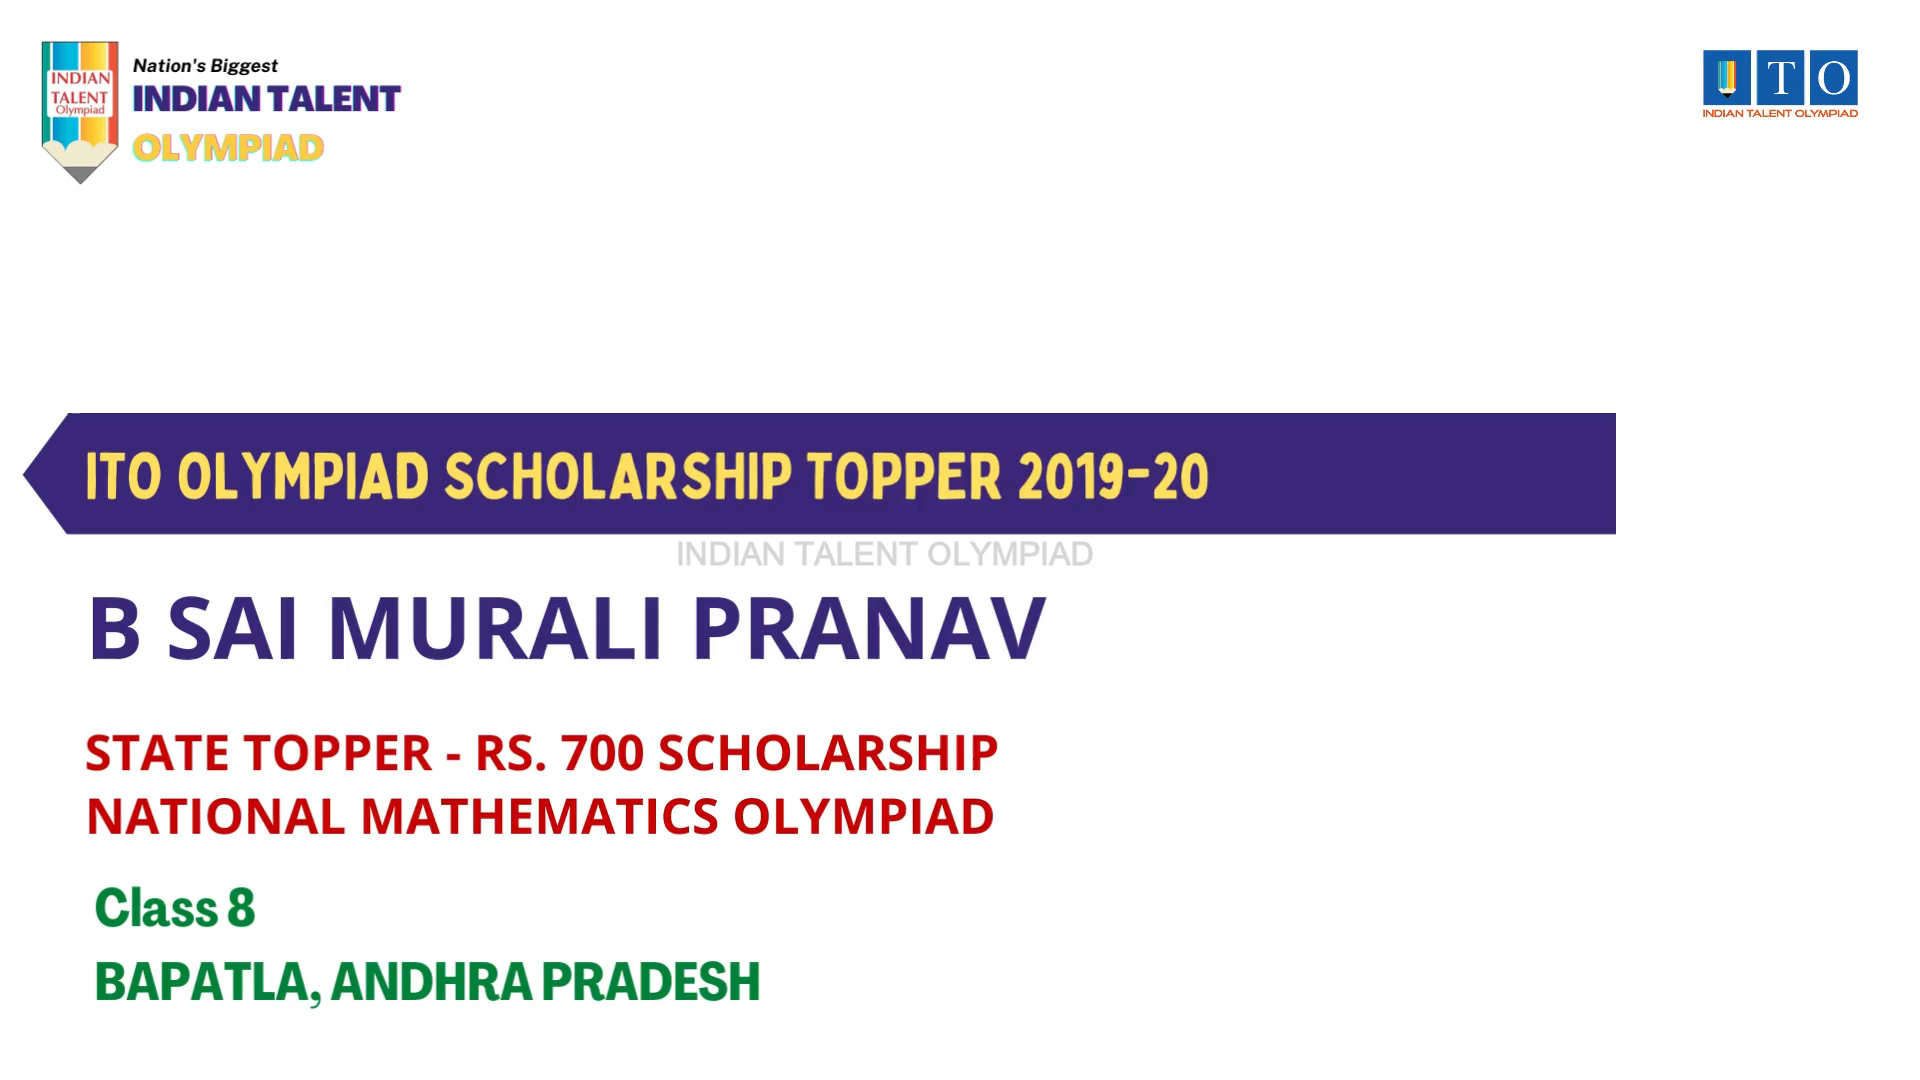 INDIAN
TALENT
Olympiad
Nation's Biggest
INDIAN TALENT
OLYMPIAD
T O
INDIAN TALENT OLYMPIAD
ITO OLYMPIAD SCHOLARSHIP TOPPER 2019-20
INDIAN TALENT OLYMPIAD
B SAI MURALI PRANAV
STATE TOPPER - RS. 700 SCHOLARSHIP
NATIONAL MATHEMATICS OLYMPIAD
Class 8
BAPATLA, ANDHRA PRADESH